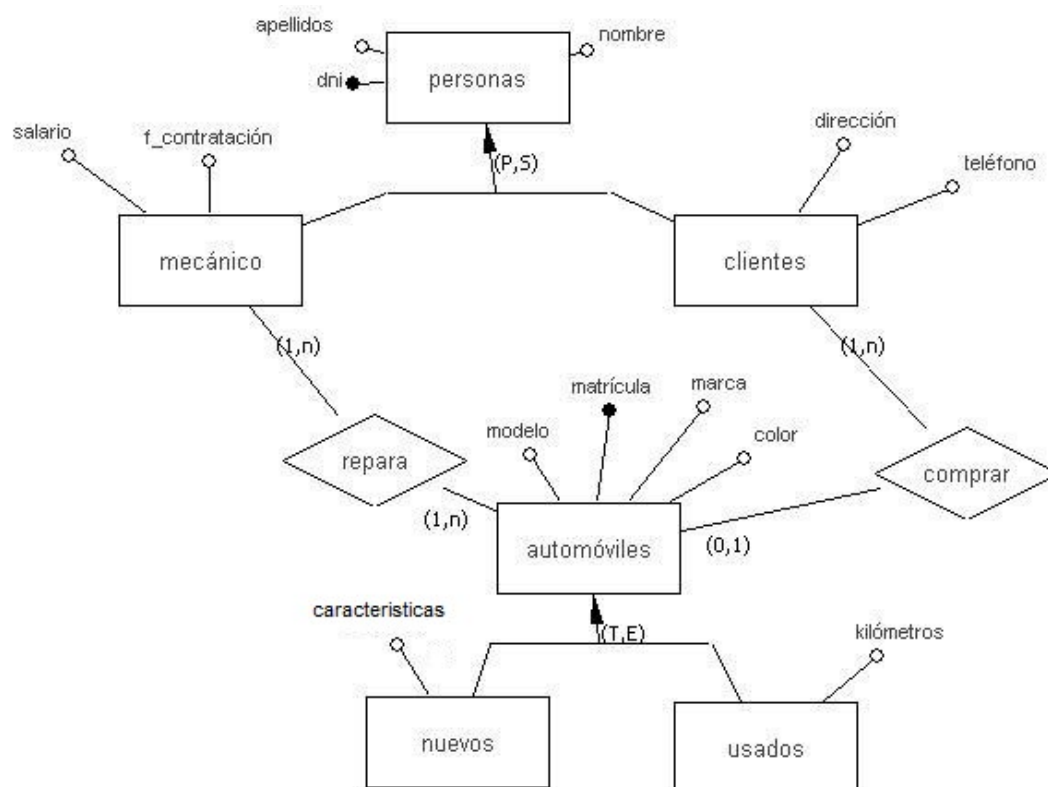 apellidos
nombre
dni
personas
salario
f_contratación
(P,S)
dirección
teléfono
mecánico
clientes
(1,n)
(1,n)
matrícula
marca
modelo
color
repara
comprar
(1,n)
automóviles
(0,1)
caracteristicas
(T,E)
kilómetros
nuevos
usados